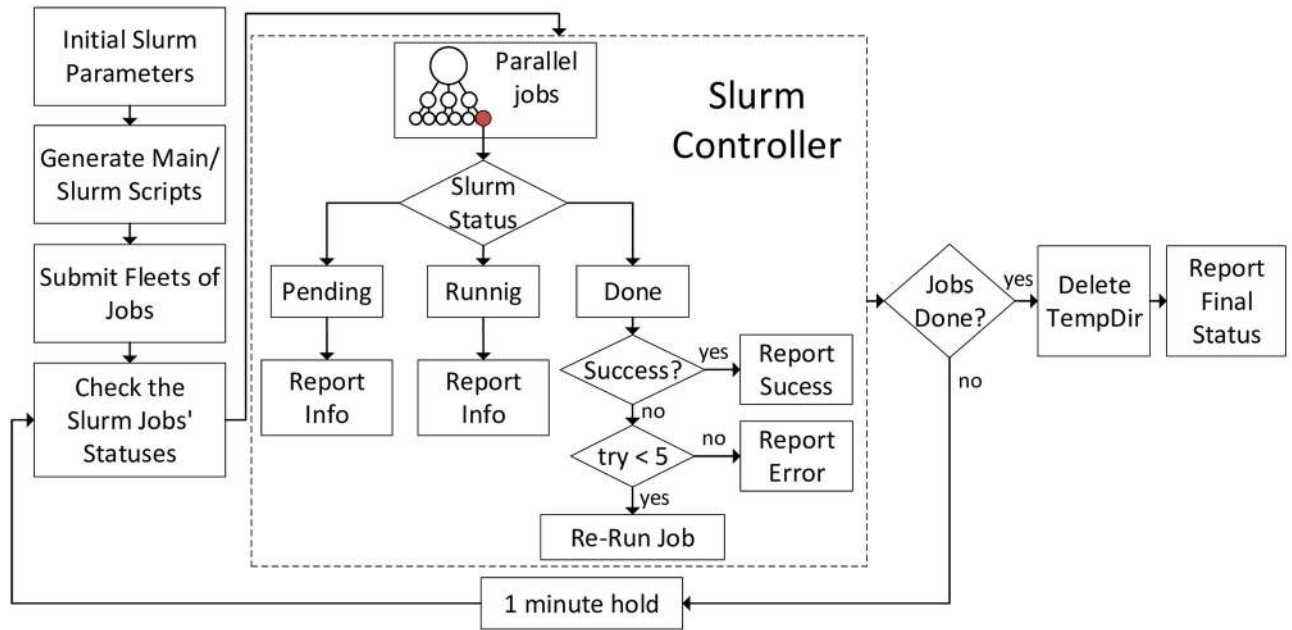 Initial Slurm
Parameters
Generate Main/
Slurm Scripts
Submit Fleets of
Jobs
Check the
Slurm Jobs'
Statuses
Parallel
jobs
Slurm
Controller
Slurm
Status
Pending
Runnig
Done
Report
Info
Report
Info
Success?
yes
Report
Sucess
no
try < 5
no
Report
Error
yes
Re-Run Job
Jobs
Done?
yes
Delete
TempDir
Report
Final
Status
no
1 minute hold